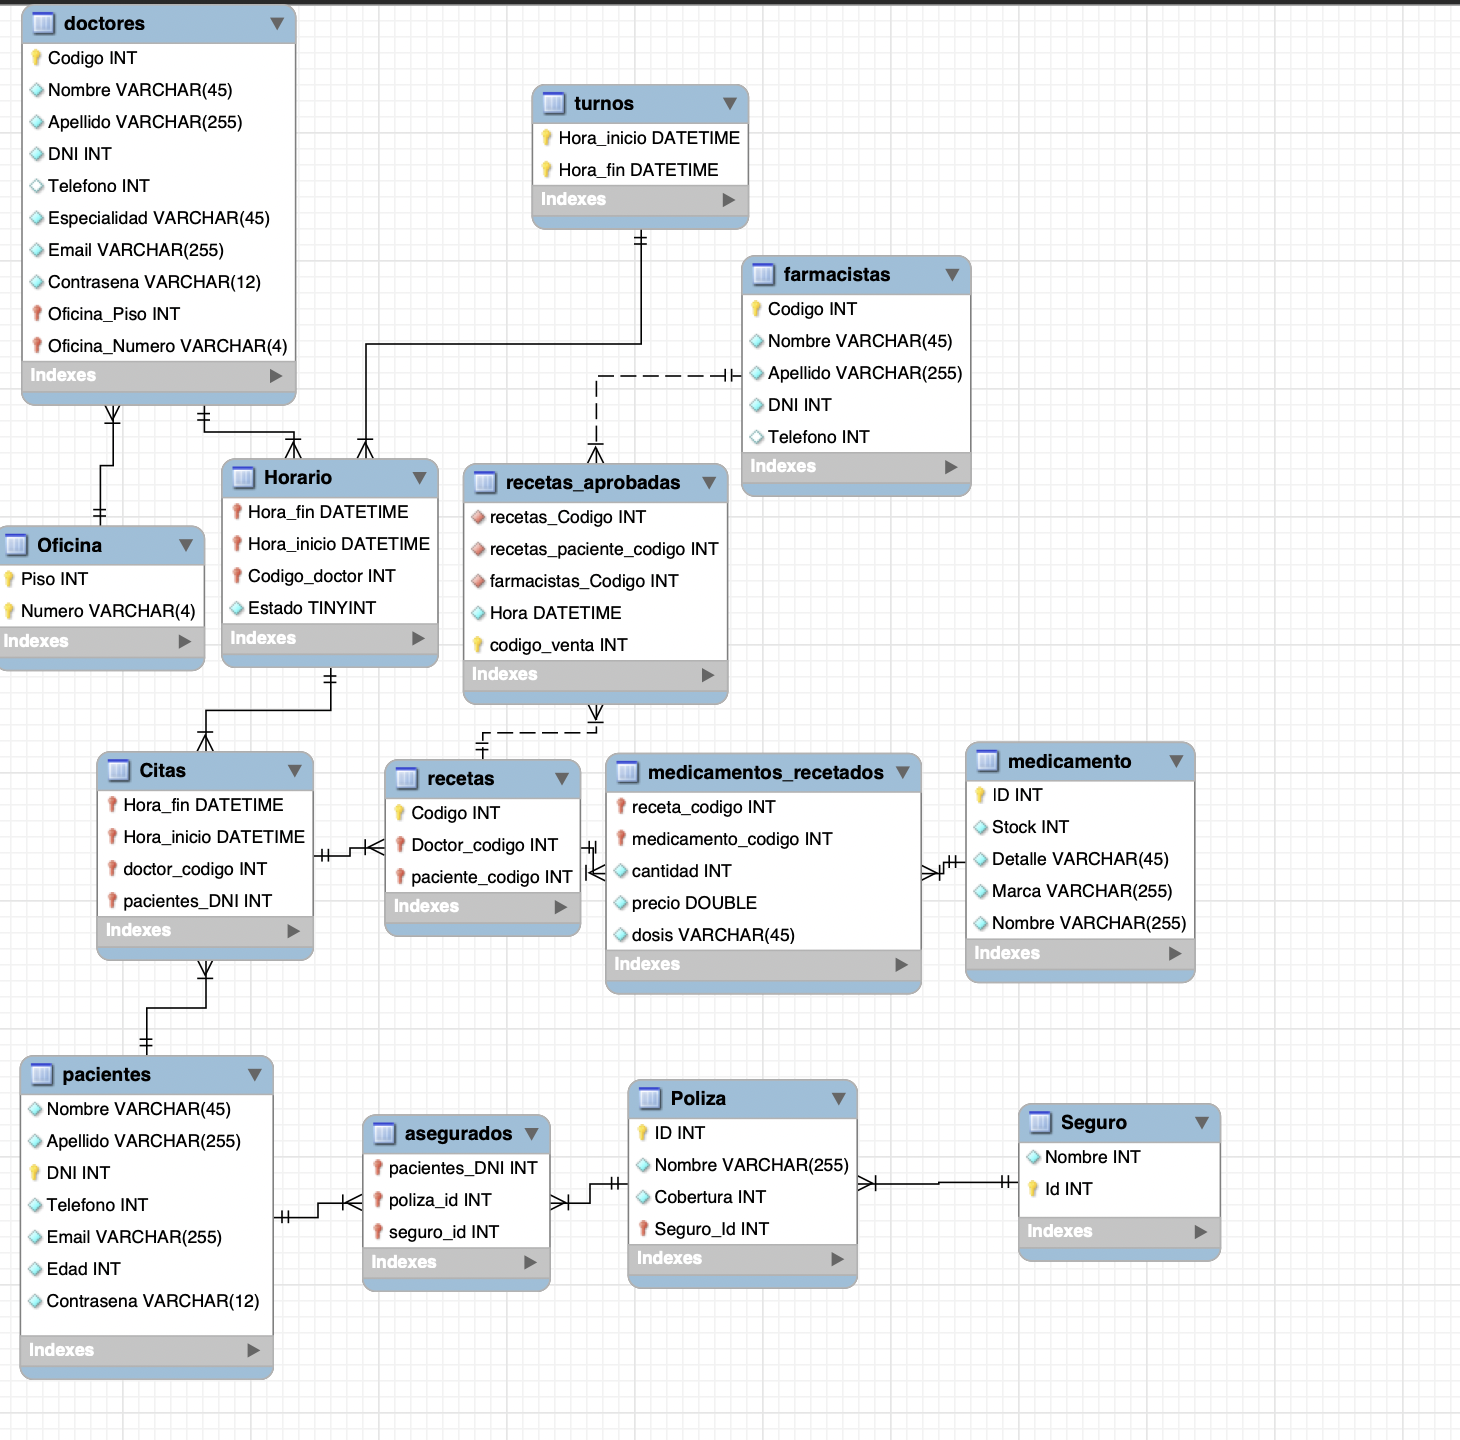 doctores
Codigo INT
Nombre VARCHAR(45)
Apellido VARCHAR(255)
DNI INT
Telefono INT
Especialidad VARCHAR(45)
Email VARCHAR(255)
Contrasena VARCHAR(12)
Oficina_Piso INT
Oficina_Numero VARCHAR(4)
Indexes
turnos
Hora_inicio DATETIME
Hora_fin DATETIME
Indexes
farmacistas
Codigo INT
Nombre VARCHAR(45)
Apellido VARCHAR(255)
DNI INT
Telefono INT
Indexes
Oficina
Piso INT
Numero VARCHAR(4)
Indexes
Horario
Hora_fin DATETIME
Hora_inicio DATETIME
Codigo_doctor INT
Estado TINYINT
Indexes
recetas_aprobadas
recetas_Codigo INT
recetas_paciente_codigo INT
farmacistas_Codigo INT
Hora DATETIME
codigo_venta INT
Indexes
Citas
Hora_fin DATETIME
Hora_inicio DATETIME
doctor_codigo INT
pacientes_DNI INT
Indexes
recetas
Codigo INT
Doctor_codigo INT
paciente_codigo INT
Indexes
medicamentos_recetados
receta_codigo INT
medicamento_codigo INT
cantidad INT
precio DOUBLE
dosis VARCHAR(45)
Indexes
medicamento
ID INT
Stock INT
Detalle VARCHAR(45)
Marca VARCHAR(255)
Nombre VARCHAR(255)
Indexes
pacientes
Nombre VARCHAR(45)
Apellido VARCHAR(255)
DNI INT
Telefono INT
Email VARCHAR(255)
Edad INT
Contrasena VARCHAR(12)
Indexes
asegurados
pacientes_DNI INT
poliza_id INT
seguro_id INT
Indexes
Poliza
ID INT
Nombre VARCHAR(255)
Cobertura INT
Seguro_Id INT
Indexes
Seguro
Nombre INT
Id INT
Indexes